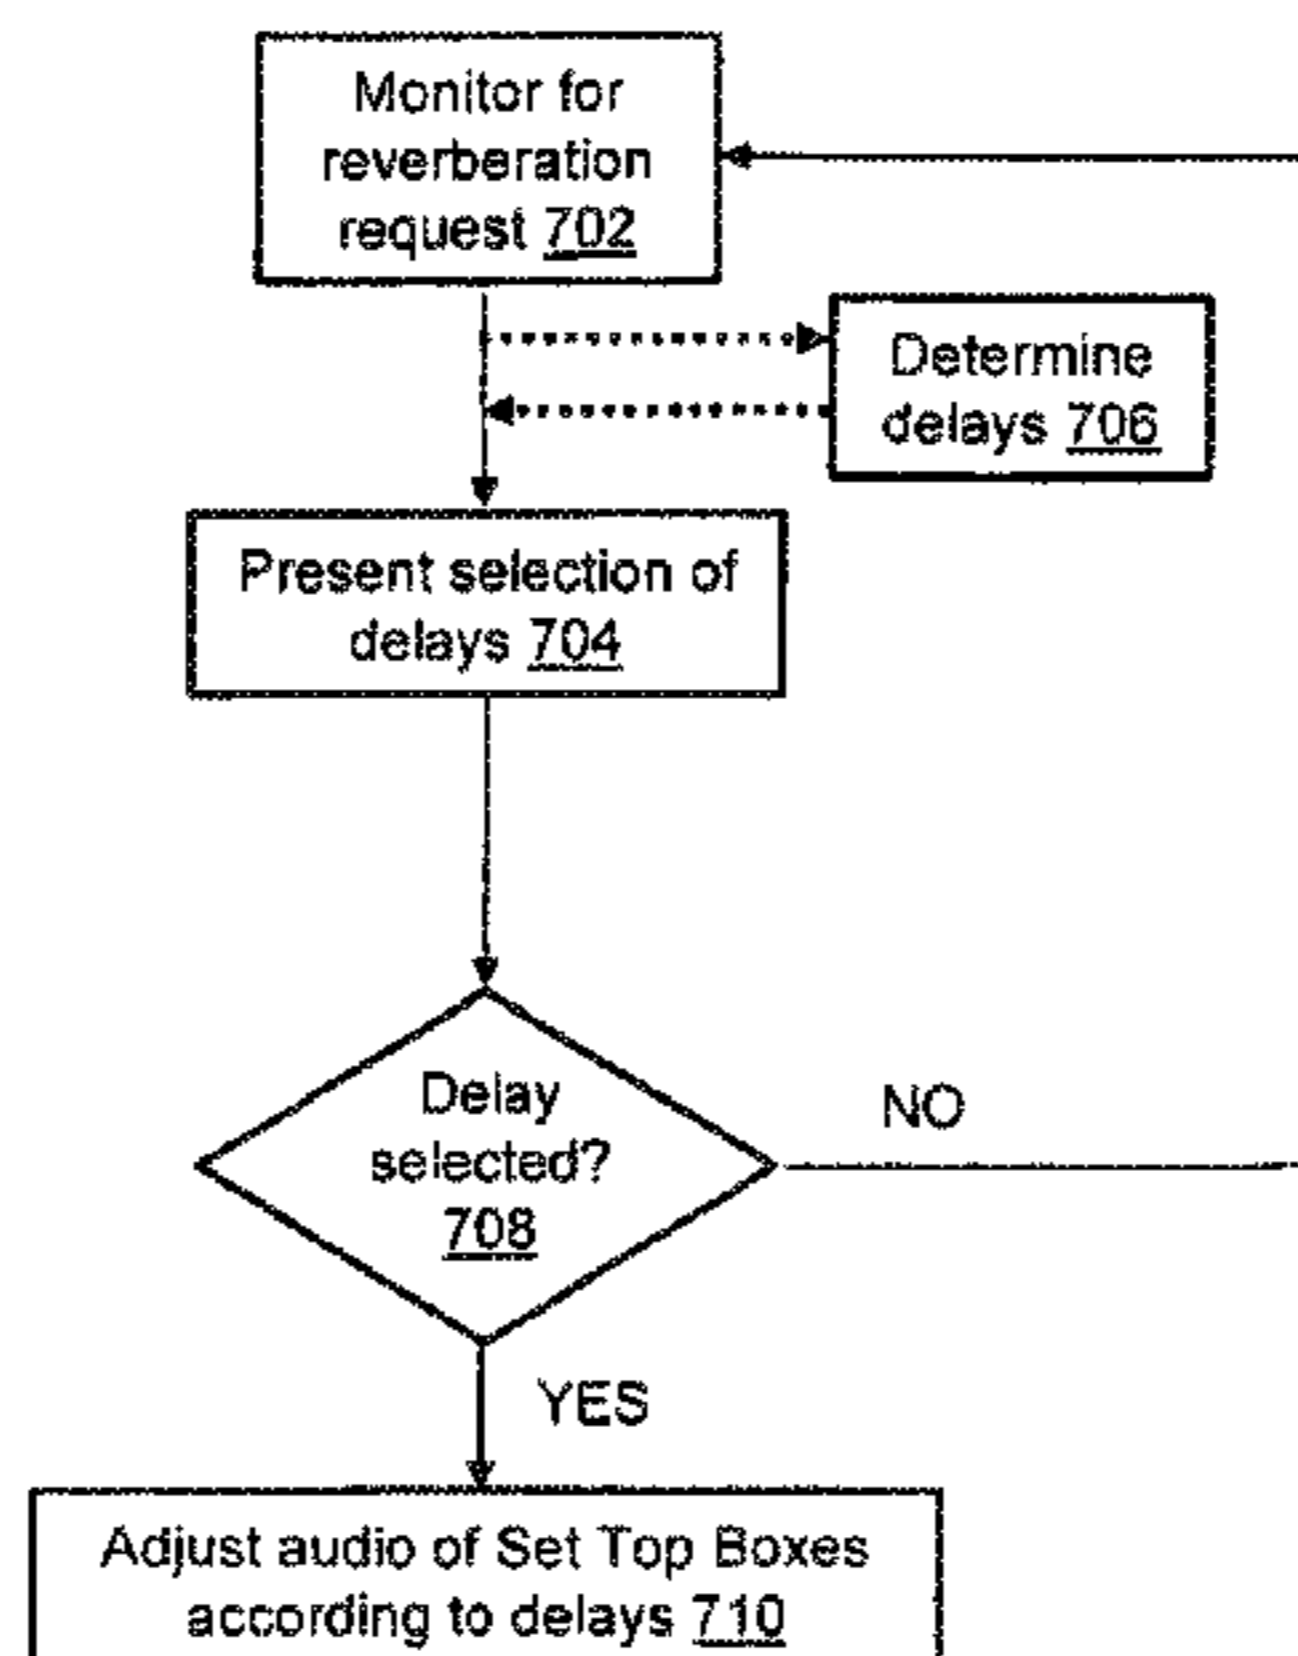 Monitor for
reverberation
request 702
Determine
delays 706
Present selection of
delays 704
Delay
selected?
708
NO
YES
Adjust audio of Set Top Boxes
according to delays 710